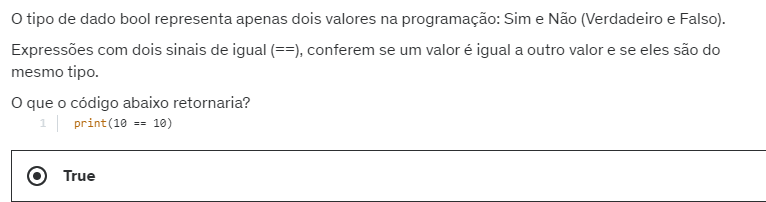 O tipo de dado bool representa apenas dois valores na programação: Sim e Não (Verdadeiro e Falso).
Expressões com dois sinais de igual (==), conferem se um valor é igual a outro valor e se eles são do
mesmo tipo.
O que o código abaixo retornaria?
1 print(10 == 10)
True